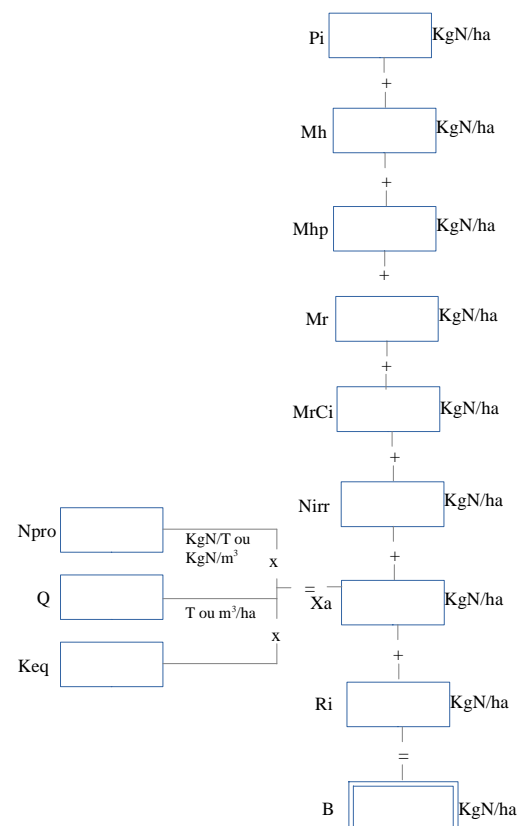 Pi KgN/ha
+
Mh KgN/ha
+
Mhp KgN/ha
+
Mr KgN/ha
+
MrCi KgN/ha
+
Nirr KgN/ha
+
Npro KgN/T ou
KgN/m³
x
Q T ou m³/ha
x
Keq
=
Xa KgN/ha
+
Ri KgN/ha
=
B KgN/ha